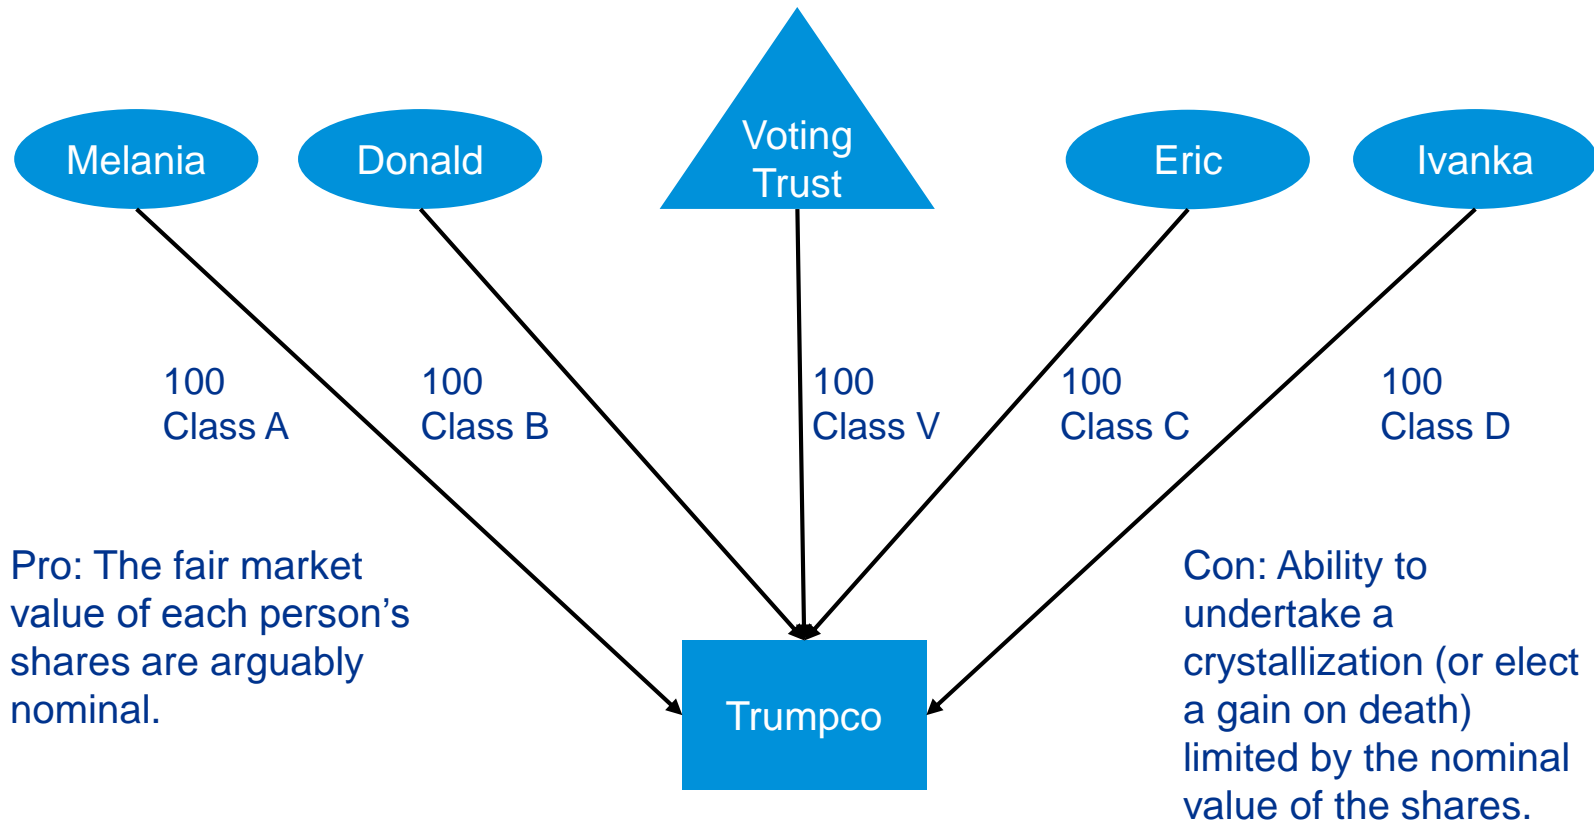 Melania
Donald
Voting
Trust
Eric
Ivanka
100
Class A
100
Class B
100
Class V
100
Class C
100
Class D
Pro: The fair market
value of each person’s
shares are arguably
nominal.
Trumpco
Con: Ability to
undertake a
crystallization (or elect
a gain on death)
limited by the nominal
value of the shares.